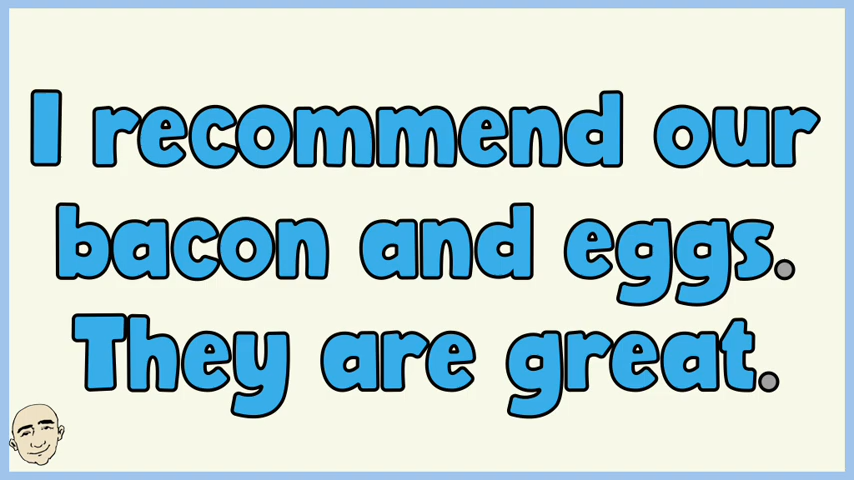 I recommend our
bacon and eggs.
They are great.